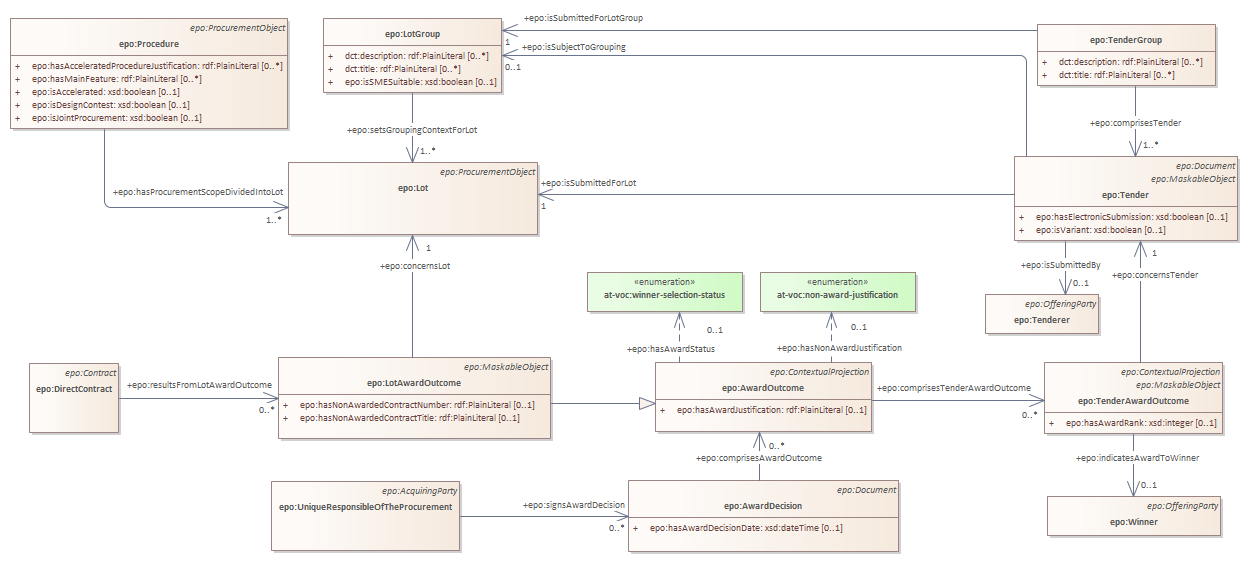 epo:ProcurementObject
epo:Procedure
+ epo:hasAcceleratedProcedureJustification: rdf:PlainLiteral [0..*]
+ epo:hasMainFeature: rdf:PlainLiteral [0..*]
+ epo:isAccelerated: xsd:boolean [0..1]
+ epo:isDesignContest: xsd:boolean [0..1]
+ epo:isJointProcurement: xsd:boolean [0..1]
epo:LotGroup
+ dct:description: rdf:PlainLiteral [0..*]
+ dct:title: rdf:PlainLiteral [0..*]
+ epo:isSMESuitable: xsd:boolean [0..1]
+epo:isSubmittedForLotGroup
1
+epo:isSubjectToGrouping
0..1
epo:TenderGroup
+ dct:description: rdf:PlainLiteral [0..*]
+ dct:title: rdf:PlainLiteral [0..*]
+epo:setsGroupingContextForLot
1..*
+epo:comprisesTender
1..*
+epo:hasProcurementScopeDividedIntoLot
1..*
epo:ProcurementObject
epo:Lot
+epo:isSubmittedForLot
1
epo:Document
epo:MaskableObject
epo:Tender
+ epo:hasElectronicSubmission: xsd:boolean [0..1]
+ epo:isVariant: xsd:boolean [0..1]
1
+epo:concernsLot
+epo:isSubmittedBy
0..1
1
+epo:concernsTender
«enumeration»
at-voc:winner-selection-status
«enumeration»
at-voc:non-award-justification
epo:OfferingParty
epo:Tenderer
0..1
+epo:hasAwardStatus
0..1
+epo:hasNonAwardJustification
epo:Contract
epo:DirectContract
+epo:resultsFromLotAwardOutcome
0..*
epo:MaskableObject
epo:LotAwardOutcome
+ epo:hasNonAwardedContractNumber: rdf:PlainLiteral [0..1]
+ epo:hasNonAwardedContractTitle: rdf:PlainLiteral [0..1]
epo:ContextualProjection
epo:AwardOutcome
+ epo:hasAwardJustification: rdf:PlainLiteral [0..1]
+epo:comprisesTenderAwardOutcome
0..*
epo:ContextualProjection
epo:MaskableObject
epo:TenderAwardOutcome
+ epo:hasAwardRank: xsd:integer [0..1]
0..*
+epo:comprisesAwardOutcome
+epo:indicatesAwardToWinner
0..1
epo:AcquiringParty
epo:UniqueResponsibleOfTheProcurement
+epo:signsAwardDecision
0..*
epo:Document
epo:AwardDecision
+ epo:hasAwardDecisionDate: xsd:dateTime [0..1]
epo:OfferingParty
epo:Winner